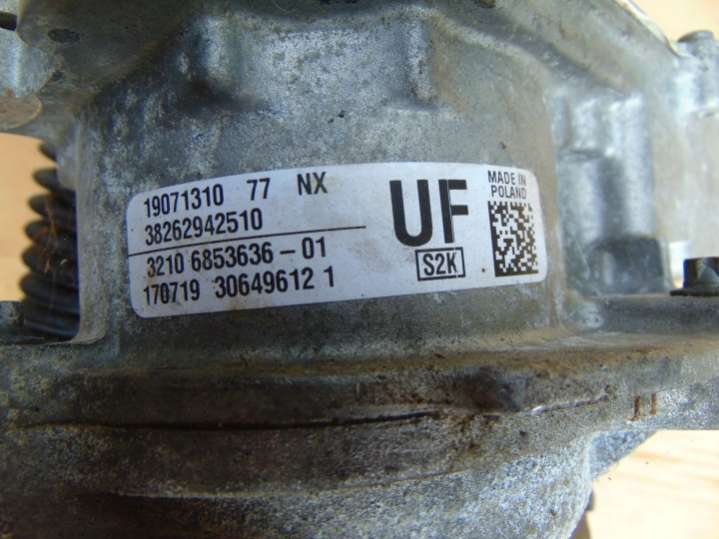 19071310 77 NX
38262942510
3210 6853636-01
170719 30649612 1
UF
S2K
MADE IN
POLAND